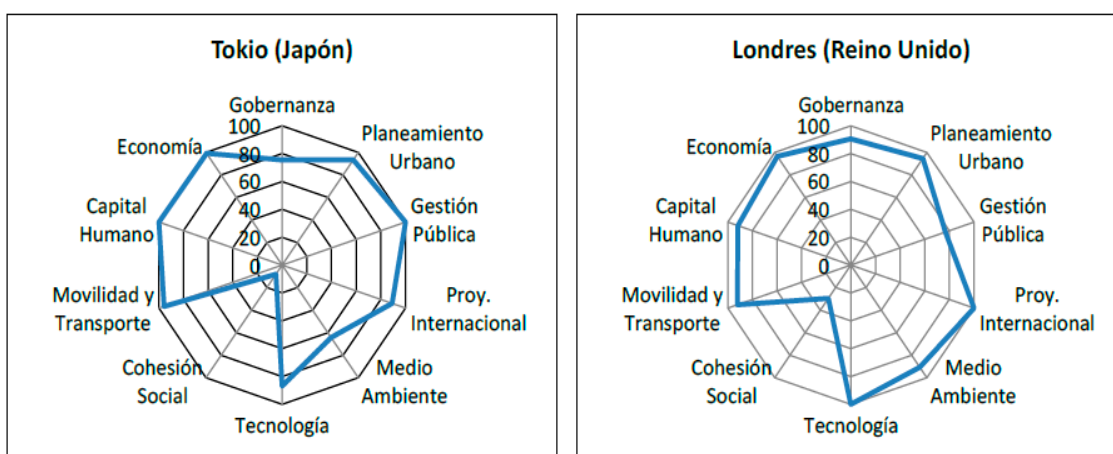 Tokio (Japón)
Gobernanza
100
80
60
40
20
0
Planeamiento
Urbano
Gestión
Pública
Proy.
Internacional
Medio
Ambiente
Tecnología
Cohesión
Social
Movilidad y
Transporte
Capital
Humano
Economía
Londres (Reino Unido)
Gobernanza
100
80
60
40
20
0
Planeamiento
Urbano
Gestión
Pública
Proy.
Internacional
Medio
Ambiente
Tecnología
Cohesión
Social
Movilidad y
Transporte
Capital
Humano
Economía